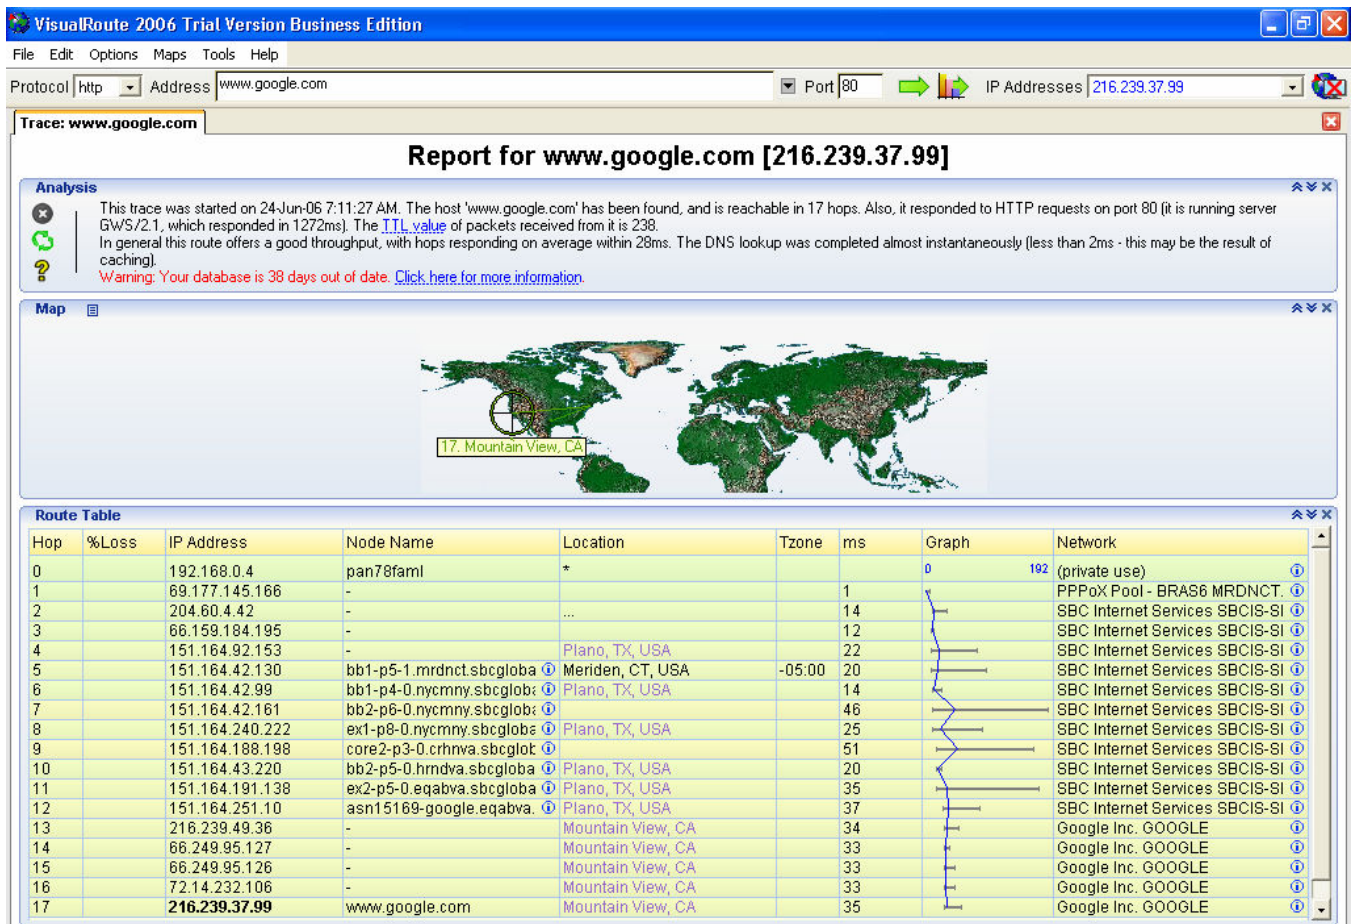 VisualRoute 2006 Trial Version Business Edition
File Edit Options Maps Tools Help
Protocol http Address www.google.com Port 80 IP Addresses 216.239.37.99
Trace: www.google.com
Report for www.google.com [216.239.37.99]
Analysis
This trace was started on 24-Jun-06 7:11:27 AM. The host 'www.google.com' has been found, and is reachable in 17 hops. Also, it responded to HTTP requests on port 80 (it is running server
GWS/2.1, which responded in 1272ms). The TTL value of packets received from it is 238.
In general this route offers a good throughput, with hops responding on average within 28ms. The DNS lookup was completed almost instantaneously (less than 2ms - this may be the result of
caching).
Warning: Your database is 38 days out of date. Click here for more information.
Map
17. Mountain View, CA
Route Table
Hop %Loss IP Address Node Name Location Tzone ms Graph Network
0 192.168.0.4 pan78faml * 0 192 (private use)
1 69.177.145.166 - 1 PPPoX Pool - BRAS6 MRDNCT.
2 204.60.4.42 - ... 14 SBC Internet Services SBCIS-SI
3 66.159.184.195 - 12 SBC Internet Services SBCIS-SI
4 151.164.92.153 - Plano, TX, USA 22 SBC Internet Services SBCIS-SI
5 151.164.42.130 bb1-p5-1.mrdnct.sbcgloba Meriden, CT, USA -05:00 20 SBC Internet Services SBCIS-SI
6 151.164.42.99 bb1-p4-0.nycmny.sbcgloba Plano, TX, USA 14 SBC Internet Services SBCIS-SI
7 151.164.42.161 bb2-p6-0.nycmny.sbcgloba 46 SBC Internet Services SBCIS-SI
8 151.164.240.222 ex1-p8-0.nycmny.sbcgloba Plano, TX, USA 25 SBC Internet Services SBCIS-SI
9 151.164.188.198 core2-p3-0.crhnva.sbcglob 51 SBC Internet Services SBCIS-SI
10 151.164.43.220 bb2-p5-0.hrndva.sbcgloba Plano, TX, USA 20 SBC Internet Services SBCIS-SI
11 151.164.191.138 ex2-p5-0.eqabva.sbcgloba Plano, TX, USA 35 SBC Internet Services SBCIS-SI
12 151.164.251.10 asn15169-google.eqabva. Plano, TX, USA 37 SBC Internet Services SBCIS-SI
13 216.239.49.36 - Mountain View, CA 34 Google Inc. GOOGLE
14 66.249.95.127 - Mountain View, CA 33 Google Inc. GOOGLE
15 66.249.95.126 - Mountain View, CA 33 Google Inc. GOOGLE
16 72.14.232.106 - Mountain View, CA 33 Google Inc. GOOGLE
17 216.239.37.99 www.google.com Mountain View, CA 35 Google Inc. GOOGLE